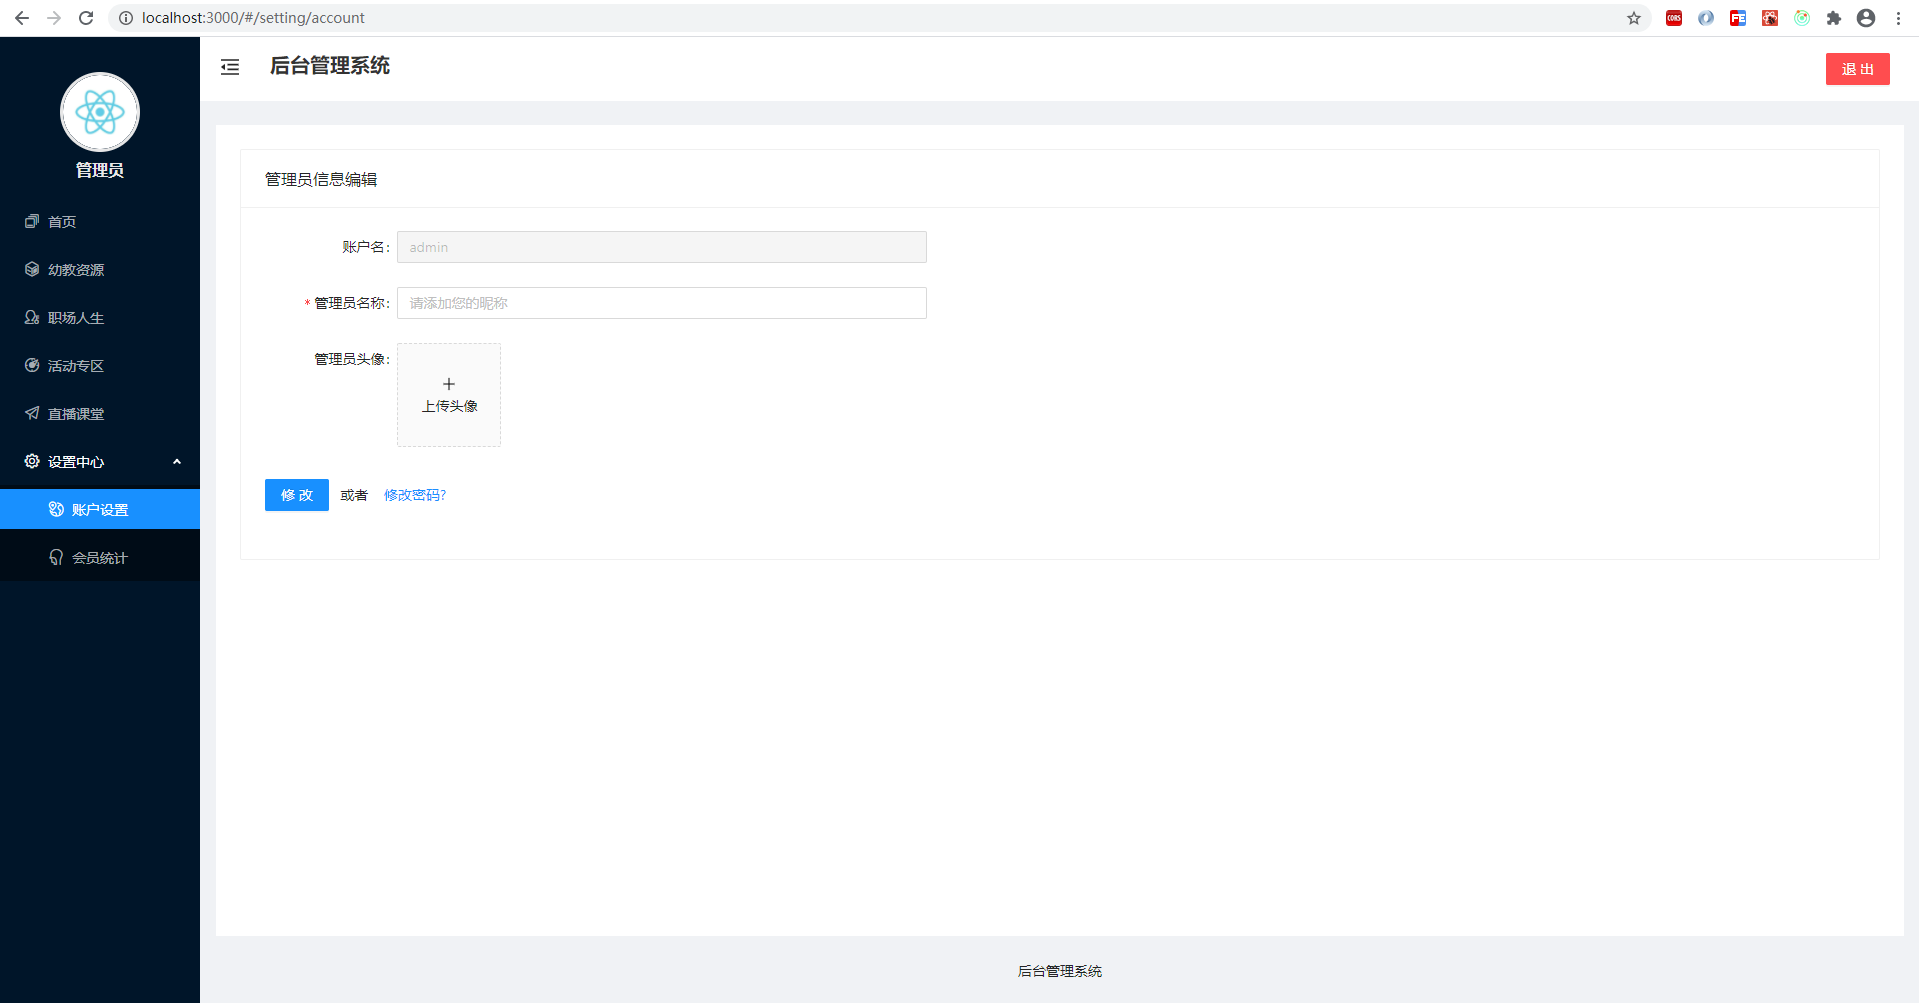 localhost:3000/#/setting/account
CORS
FE
管理员
首页
幼教资源
职场人生
活动专区
直播课堂
设置中心
账户设置
会员统计
后台管理系统
退 出
管理员信息编辑
账户名:
admin
* 管理员名称:
请添加您的昵称
管理员头像:
+
上传头像
修 改 或者 修改密码?
后台管理系统